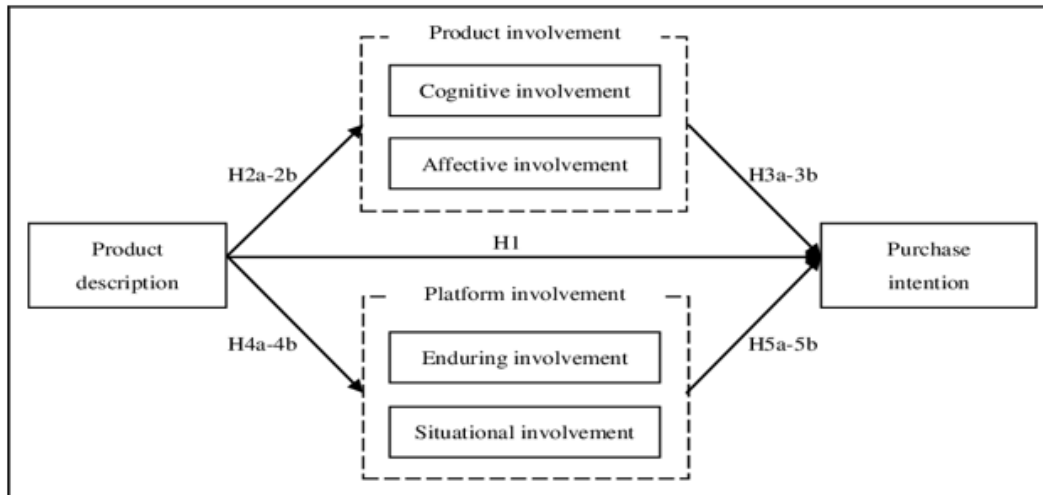 Product involvement
Cognitive involvement
Affective involvement
H2a-2b
H3a-3b
Product
description
H1
Purchase
intention
Platform involvement
H4a-4b
H5a-5b
Enduring involvement
Situational involvement